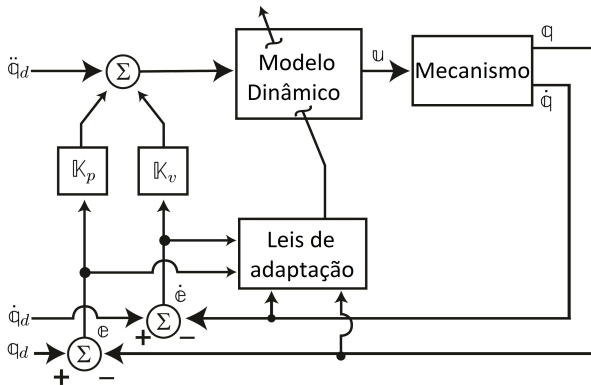 q̈d
Σ
Modelo
Dinâmico
u
Mecanismo
q
q̇
𝕂p
𝕂v
Leis de
adaptação
q̇d
Σ
ė
+
−
e
qd
Σ
+
−